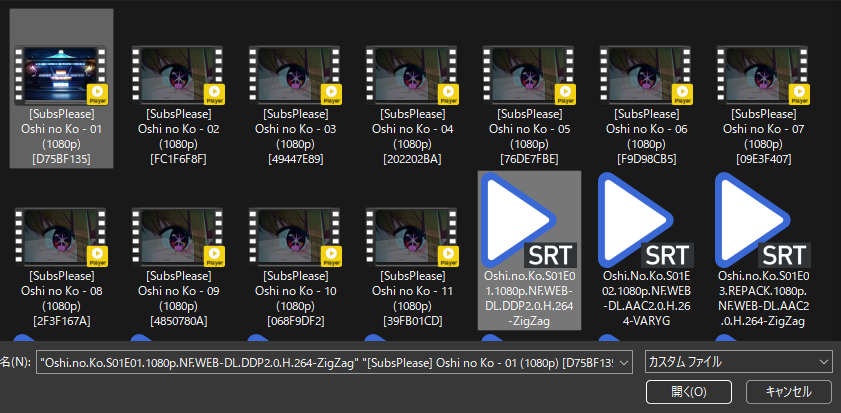 [SubsPlease]
Oshi no Ko - 01
(1080p)
[D75BF135]
[SubsPlease]
Oshi no Ko - 02
(1080p)
[FC1F6F8F]
[SubsPlease]
Oshi no Ko - 03
(1080p)
[49447E89]
[SubsPlease]
Oshi no Ko - 04
(1080p)
[202202BA]
[SubsPlease]
Oshi no Ko - 05
(1080p)
[76DE7FBE]
[SubsPlease]
Oshi no Ko - 06
(1080p)
[F9D98CB5]
[SubsPlease]
Oshi no Ko - 07
(1080p)
[09E3F407]
Player
Player
Player
Player
Player
Player
Player
[SubsPlease]
Oshi no Ko - 08
(1080p)
[2F3F167A]
[SubsPlease]
Oshi no Ko - 09
(1080p)
[4850780A]
[SubsPlease]
Oshi no Ko - 10
(1080p)
[068F9DF2]
[SubsPlease]
Oshi no Ko - 11
(1080p)
[39FB01CD]
Player
Player
Player
Player
SRT
Oshi.no.Ko.S01E0
1.1080p.NF.WEB-
DL.DDP2.0.H.264
-ZigZag
SRT
Oshi.No.Ko.S01E
02.1080p.NF.WEB
-DL.AAC2.0.H.26
4-VARYG
SRT
Oshi.no.Ko.S01E0
3.REPACK.1080p.
NF.WEB-DL.AAC2
.0.H.264-ZigZag
名(N):
"Oshi.no.Ko.S01E01.1080p.NF.WEB-DL.DDP2.0.H.264-ZigZag" "[SubsPlease] Oshi no Ko - 01 (1080p) [D75BF13
カスタム ファイル
開く(O)
キャンセル